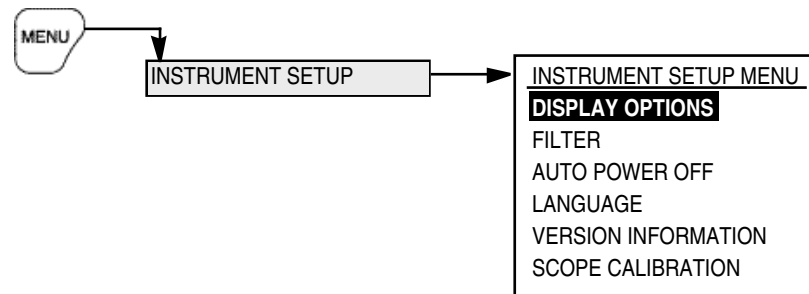 MENU
INSTRUMENT SETUP
INSTRUMENT SETUP MENU
DISPLAY OPTIONS
FILTER
AUTO POWER OFF
LANGUAGE
VERSION INFORMATION
SCOPE CALIBRATION